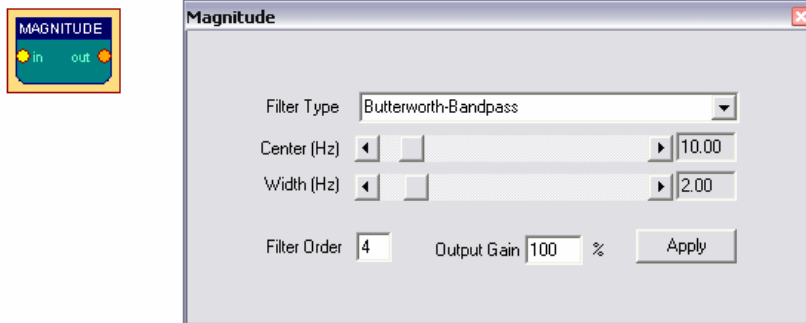 MAGNITUDE
in out
Magnitude
Filter Type Butterworth-Bandpass
Center (Hz) 10.00
Width (Hz) 2.00
Filter Order 4 Output Gain 100 % Apply